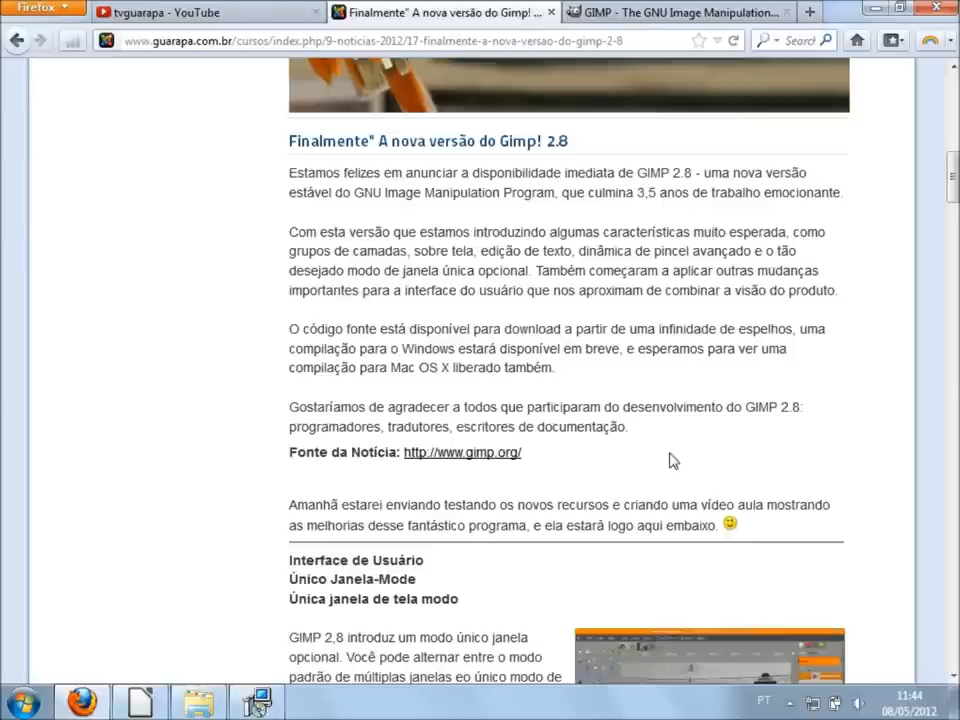 Firefox
tvguarapa - YouTube
Finalmente" A nova versão do Gimp! ...
GIMP - The GNU Image Manipulation...
www.guarapa.com.br/cursos/index.php/9-noticias-2012/17-finalmente-a-nova-versao-do-gimp-2-8
Search
Finalmente" A nova versão do Gimp! 2.8
Estamos felizes em anunciar a disponibilidade imediata de GIMP 2.8 - uma nova versão
estável do GNU Image Manipulation Program, que culmina 3,5 anos de trabalho emocionante.
Com esta versão que estamos introduzindo algumas características muito esperada, como
grupos de camadas, sobre tela, edição de texto, dinâmica de pincel avançado e o tão
desejado modo de janela única opcional. Também começaram a aplicar outras mudanças
importantes para a interface do usuário que nos aproximam de combinar a visão do produto.
O código fonte está disponível para download a partir de uma infinidade de espelhos, uma
compilação para o Windows estará disponível em breve, e esperamos para ver uma
compilação para Mac OS X liberado também.
Gostaríamos de agradecer a todos que participaram do desenvolvimento do GIMP 2.8:
programadores, tradutores, escritores de documentação.
Fonte da Notícia: http://www.gimp.org/
Amanhã estarei enviando testando os novos recursos e criando uma vídeo aula mostrando
as melhorias desse fantástico programa, e ela estará logo aqui embaixo.
Interface de Usuário
Único Janela-Mode
Única janela de tela modo
GIMP 2,8 introduz um modo único janela
opcional. Você pode alternar entre o modo
padrão de múltiplas janelas eo único modo de
PT
11:44
08/05/2012